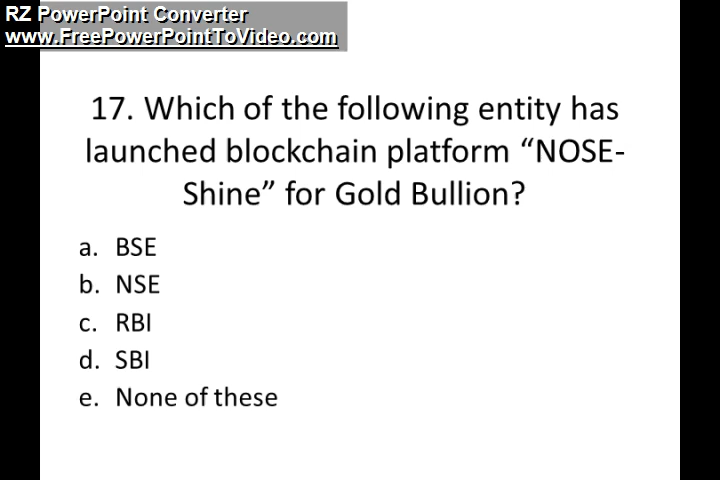 RZ PowerPoint Converter
www.FreePowerPointToVideo.com
17. Which of the following entity has
launched blockchain platform “NOSE-
Shine” for Gold Bullion?
a. BSE
b. NSE
c. RBI
d. SBI
e. None of these